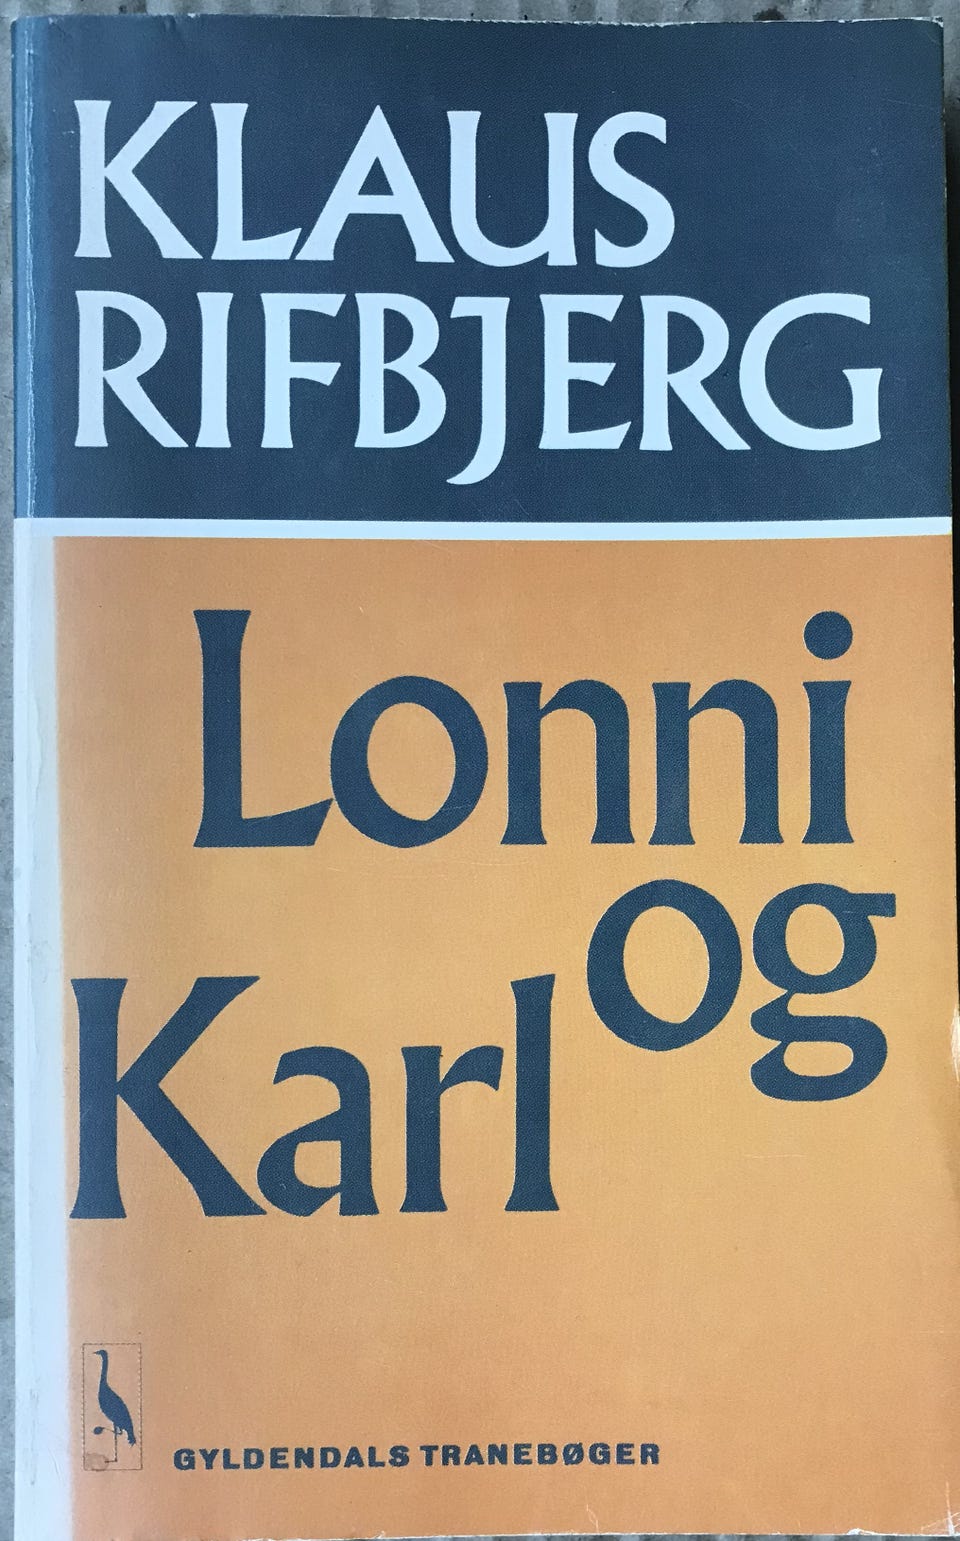 KLAUS
RIFBJERG
Lonni
og
Karl
GYLDENDALS TRANEBØGER